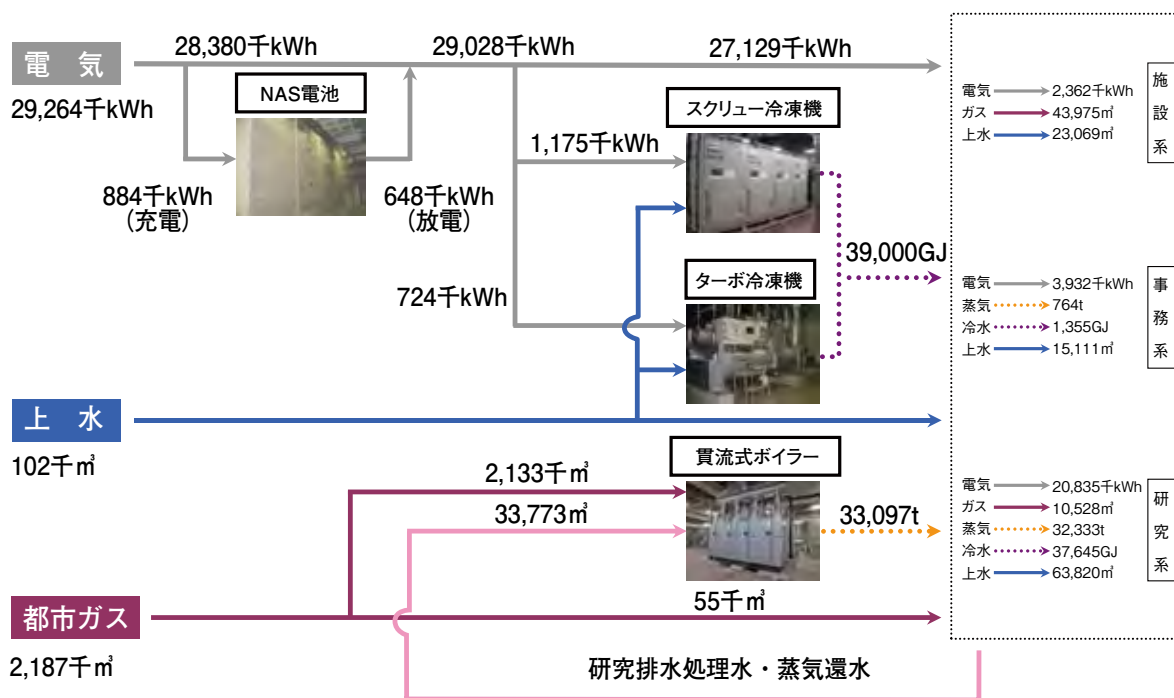 電　気
29,264千kWh
28,380千kWh
29,028千kWh
27,129千kWh
NAS電池
884千kWh
（充電）
648千kWh
（放電）
スクリュー冷凍機
1,175千kWh
724千kWh
ターボ冷凍機
39,000GJ
上　水
102千㎥
貫流式ボイラー
2,133千㎥
33,773㎥
33,097t
都市ガス
2,187千㎥
55千㎥
研究排水処理水・蒸気還水
施設系
電気 2,362千kWh
ガス 43,975㎥
上水 23,069㎥
事務系
電気 3,932千kWh
蒸気 764t
冷水 1,355GJ
上水 15,111㎥
研究系
電気 20,835千kWh
ガス 10,528㎥
蒸気 32,333t
冷水 37,645GJ
上水 63,820㎥